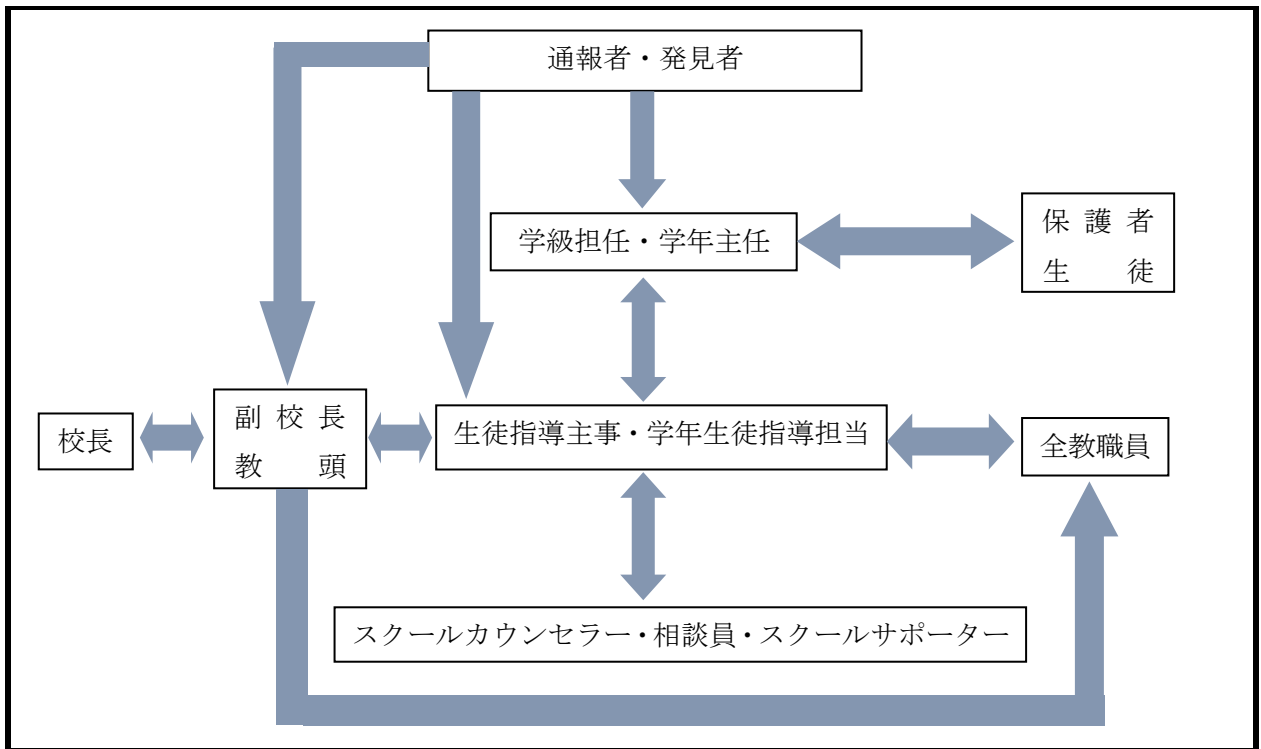 通報者・発見者
学級担任・学年主任
保護者
生徒
校長
副校長
教頭
生徒指導主事・学年生徒指導担当
全教職員
スクールカウンセラー・相談員・スクールサポーター